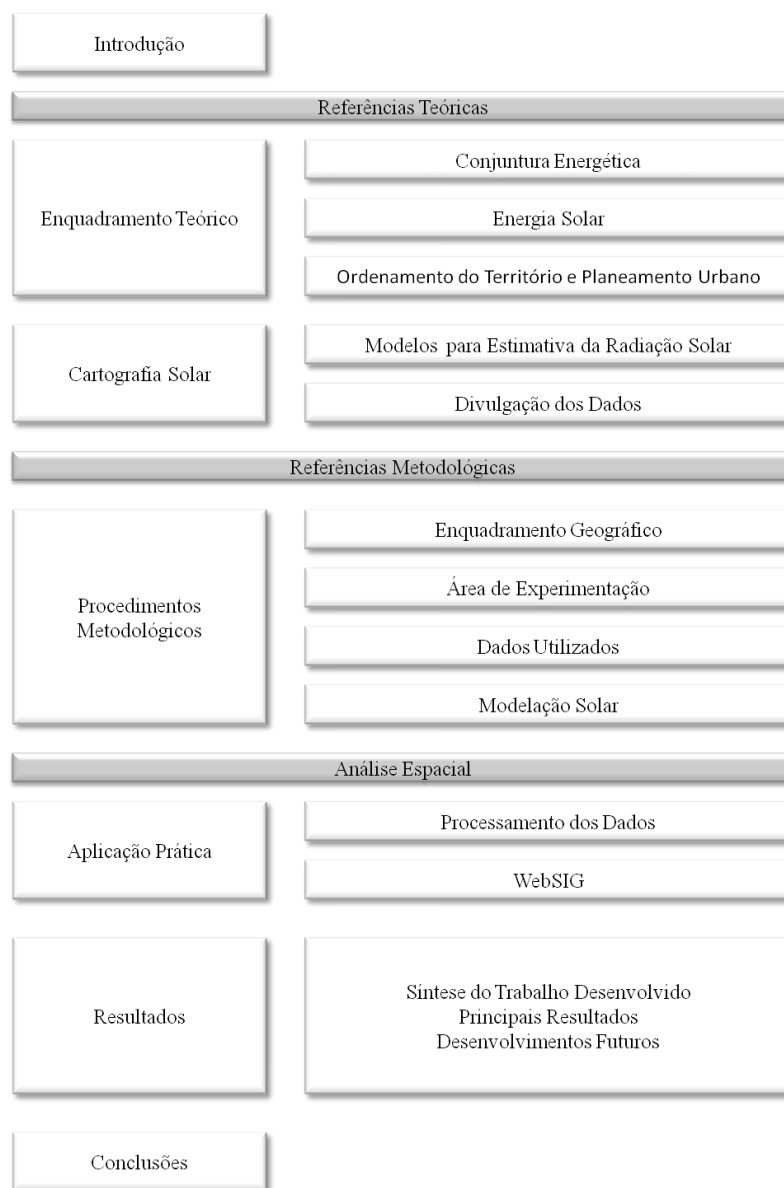 Introdução
Referências Teóricas
Enquadramento Teórico
Conjuntura Energética
Energia Solar
Ordenamento do Território e Planeamento Urbano
Cartografia Solar
Modelos para Estimativa da Radiação Solar
Divulgação dos Dados
Referências Metodológicas
Procedimentos
Metodológicos
Enquadramento Geográfico
Área de Experimentação
Dados Utilizados
Modelação Solar
Análise Espacial
Aplicação Prática
Processamento dos Dados
WebSIG
Resultados
Síntese do Trabalho Desenvolvido
Principais Resultados
Desenvolvimentos Futuros
Conclusões